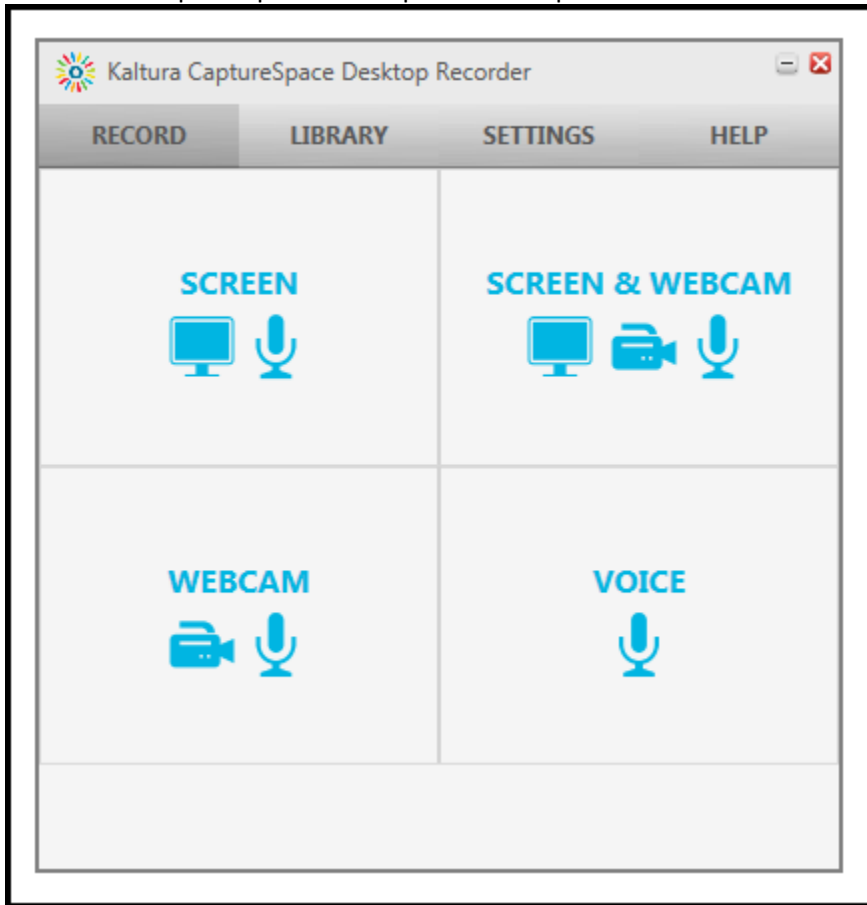 Kaltura CaptureSpace Desktop Recorder
RECORD LIBRARY SETTINGS HELP
SCREEN
SCREEN & WEBCAM
WEBCAM
VOICE